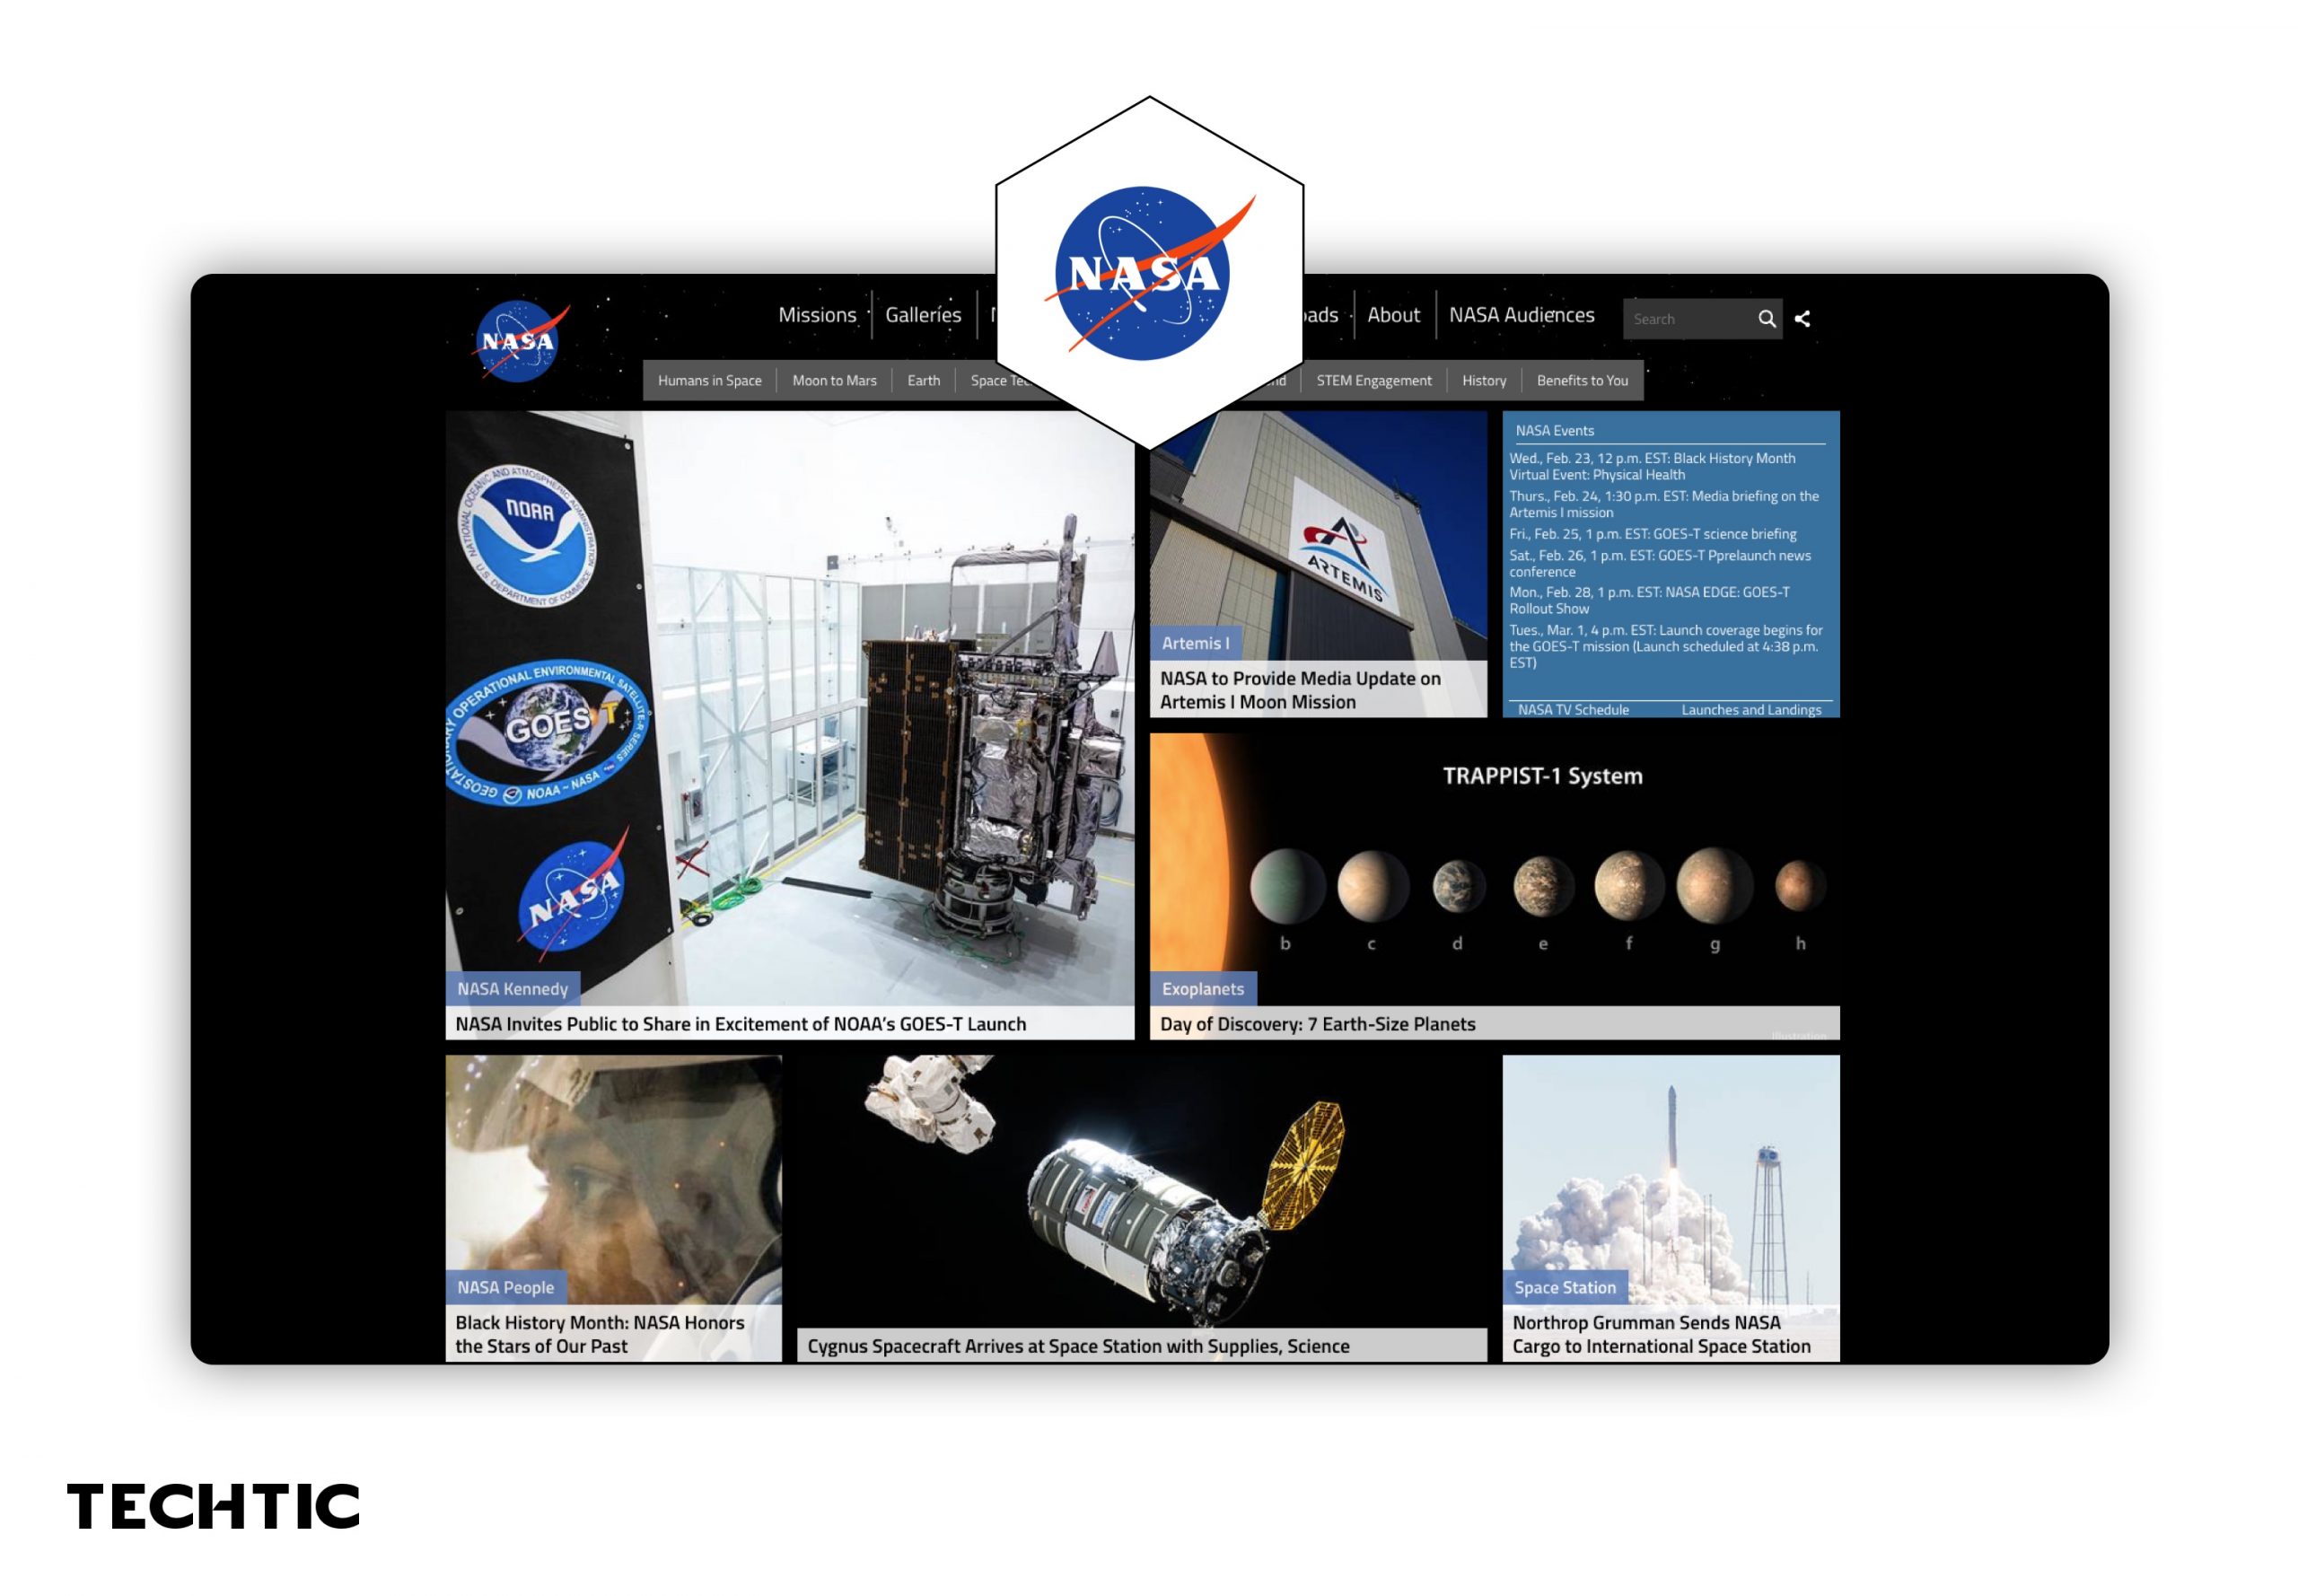 NASA
NASA
Missions
Galleries
About
NASA Audiences
Search
Humans in Space
Moon to Mars
Earth
Space
STEM Engagement
History
Benefits to You
NATIONAL OCEANIC AND ATMOSPHERIC ADMINISTRATION
NOAA
U.S. DEPARTMENT OF COMMERCE
OPERATIONAL ENVIRONMENTAL SATELLITE-R SERIES
GOES T
NOAA ~ NASA
NASA
NASA Kennedy
NASA Invites Public to Share in Excitement of NOAA's GOES-T Launch
ARTEMIS
Artemis I
NASA to Provide Media Update on
Artemis I Moon Mission
NASA Events
Wed., Feb. 23, 12 p.m. EST: Black History Month
Virtual Event: Physical Health
Thurs., Feb. 24, 1:30 p.m. EST: Media briefing on the
Artemis I mission
Fri., Feb. 25, 1 p.m. EST: GOES-T science briefing
Sat., Feb. 26, 1 p.m. EST: GOES-T Pprelaunch news
conference
Mon., Feb. 28, 1 p.m. EST: NASA EDGE: GOES-T
Rollout Show
Tues., Mar. 1, 4 p.m. EST: Launch coverage begins for
the GOES-T mission (Launch scheduled at 4:38 p.m.
EST)
NASA TV Schedule
Launches and Landings
TRAPPIST-1 System
b c d e f g h
Exoplanets
Day of Discovery: 7 Earth-Size Planets
Illustration
NASA People
Black History Month: NASA Honors
the Stars of Our Past
Cygnus Spacecraft Arrives at Space Station with Supplies, Science
Space Station
Northrop Grumman Sends NASA
Cargo to International Space Station
TECHTIC